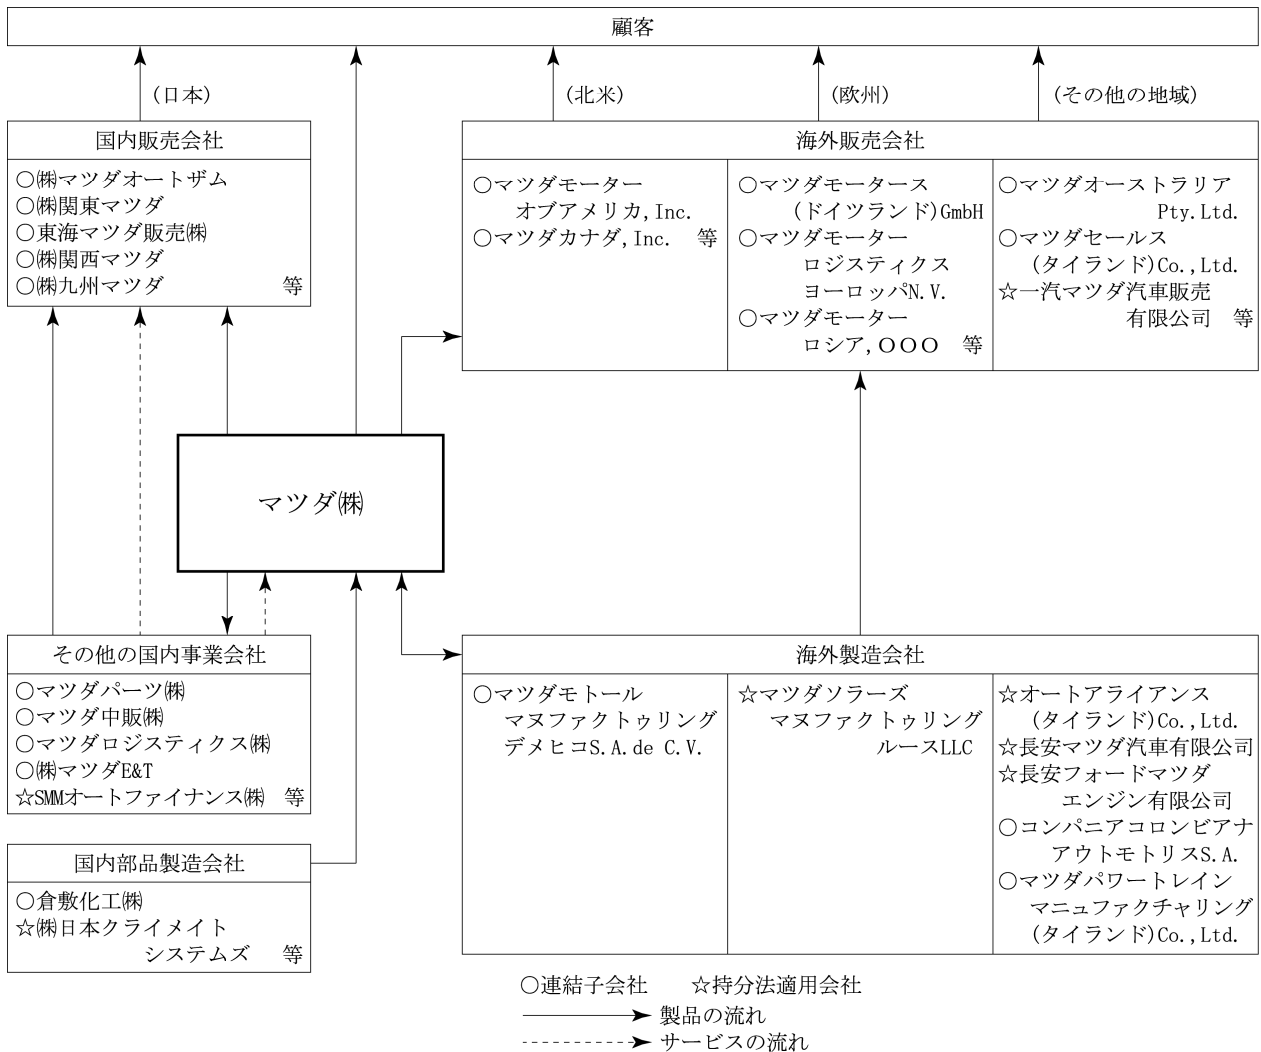 顧客
(日本)
(北米)
(欧州)
(その他の地域)
国内販売会社
○㈱マツダオートザム
○㈱関東マツダ
○東海マツダ販売㈱
○㈱関西マツダ
○㈱九州マツダ 等
海外販売会社
○マツダモーター
オブアメリカ,Inc.
○マツダカナダ,Inc. 等
○マツダモータース
(ドイツランド)GmbH
○マツダモーター
ロジスティクス
ヨーロッパN.V.
○マツダモーター
ロシア,OOO 等
○マツダオーストラリア
Pty.Ltd.
○マツダセールス
(タイランド)Co.,Ltd.
☆一汽マツダ汽車販売
有限公司 等
マツダ㈱
その他の国内事業会社
○マツダパーツ㈱
○マツダ中販㈱
○マツダロジスティクス㈱
○㈱マツダE&T
☆SMMオートファイナンス㈱ 等
国内部品製造会社
○倉敷化工㈱
☆㈱日本クライメイト
システムズ 等
海外製造会社
○マツダモトール
マヌファクトゥリング
デメヒコS.A.de C.V.
☆マツダソラーズ
マヌファクトゥリング
ルースLLC
☆オートアライアンス
(タイランド)Co.,Ltd.
☆長安マツダ汽車有限公司
☆長安フォードマツダ
エンジン有限公司
○コンパニアコロンビアナ
アウトモトリスS.A.
○マツダパワートレイン
マニュファクチャリング
(タイランド)Co.,Ltd.
○連結子会社 ☆持分法適用会社
製品の流れ
サービスの流れ